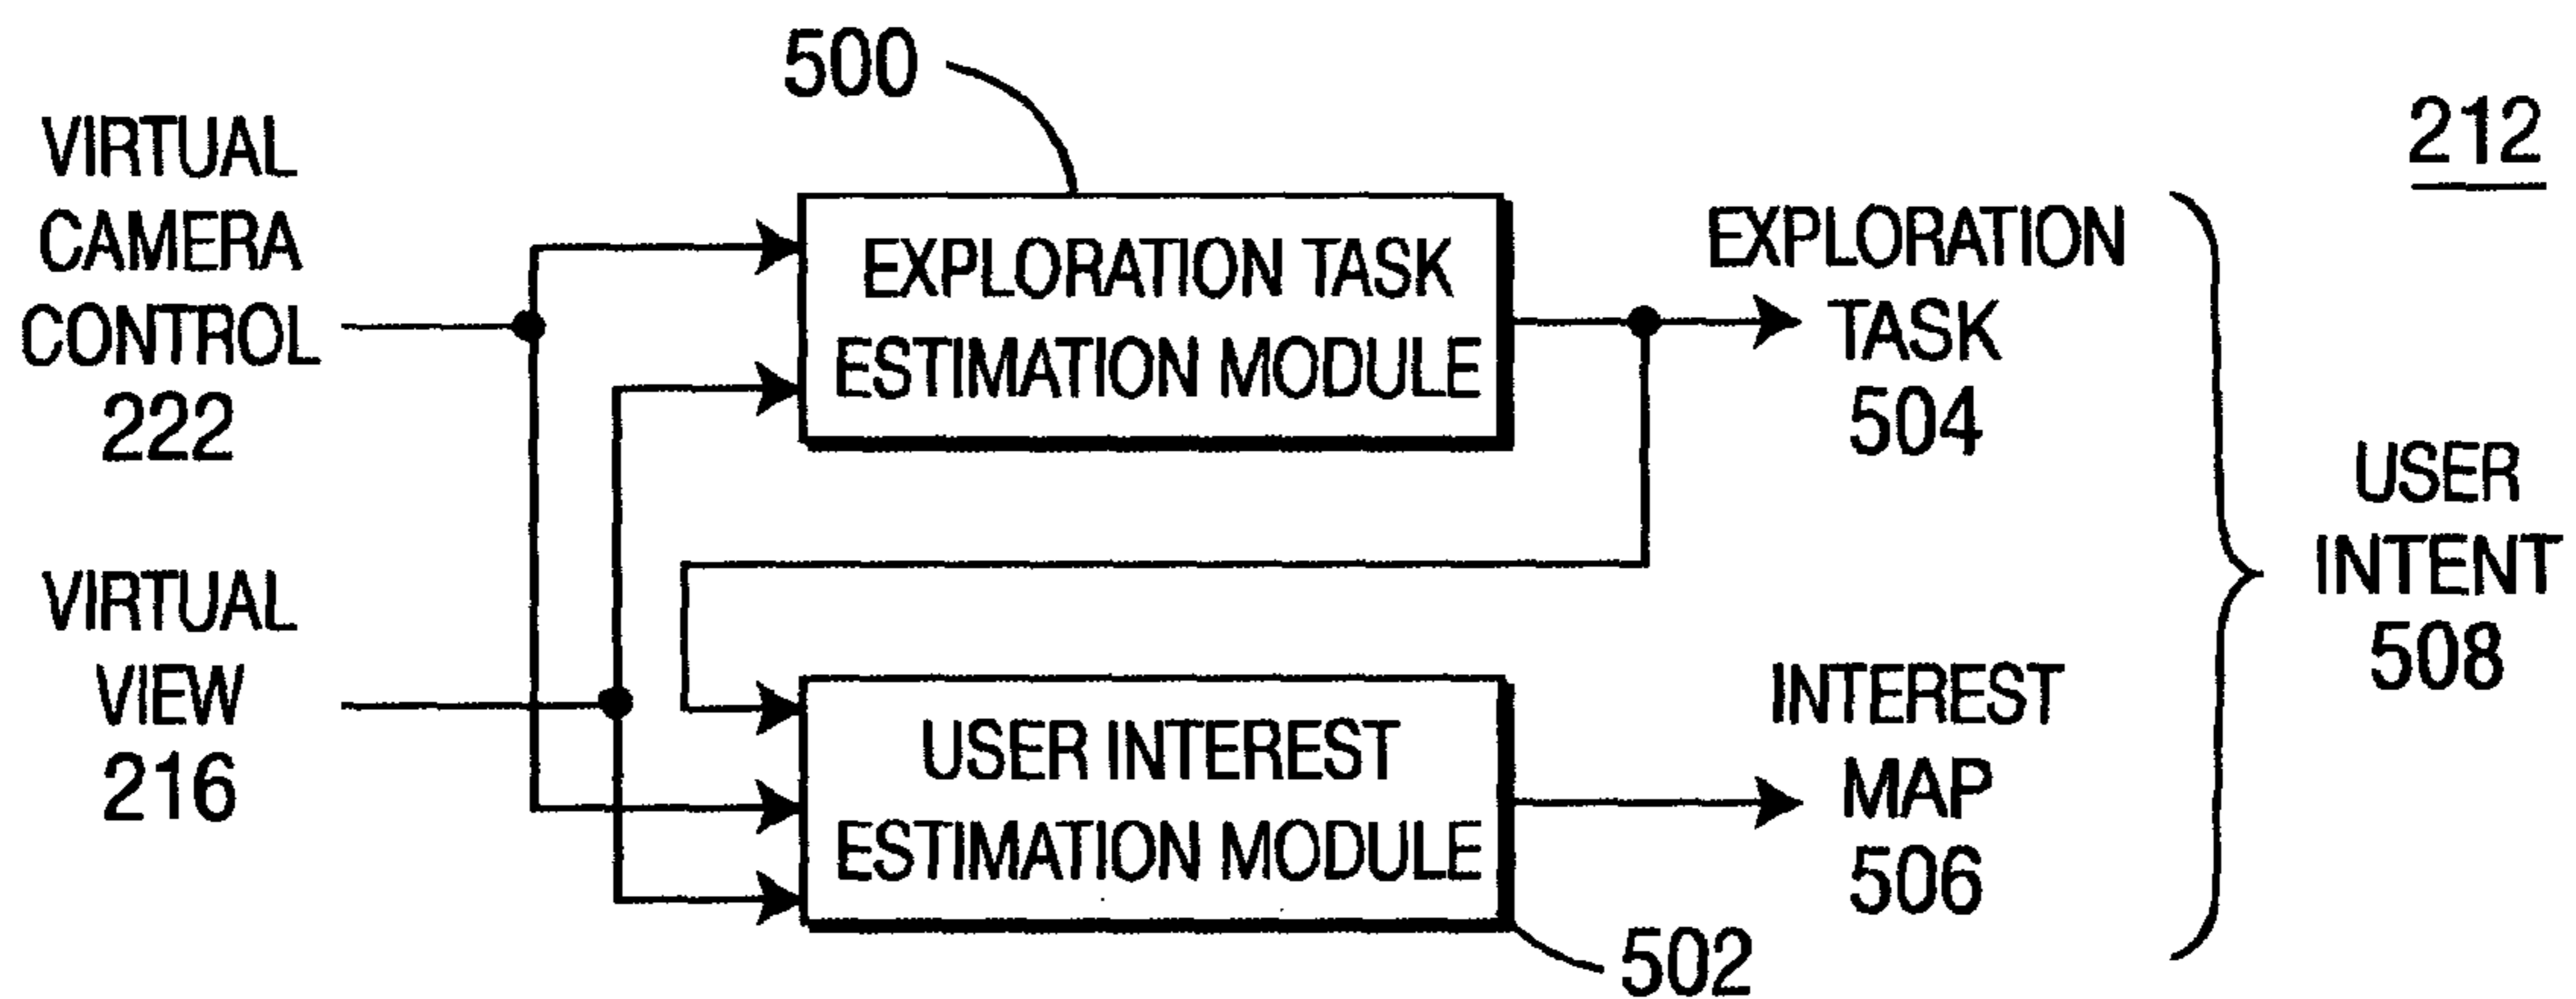 500
212
VIRTUAL
CAMERA
CONTROL
222
EXPLORATION TASK
ESTIMATION MODULE
EXPLORATION
TASK
504
USER
INTENT
508
VIRTUAL
VIEW
216
USER INTEREST
ESTIMATION MODULE
INTEREST
MAP
506
502